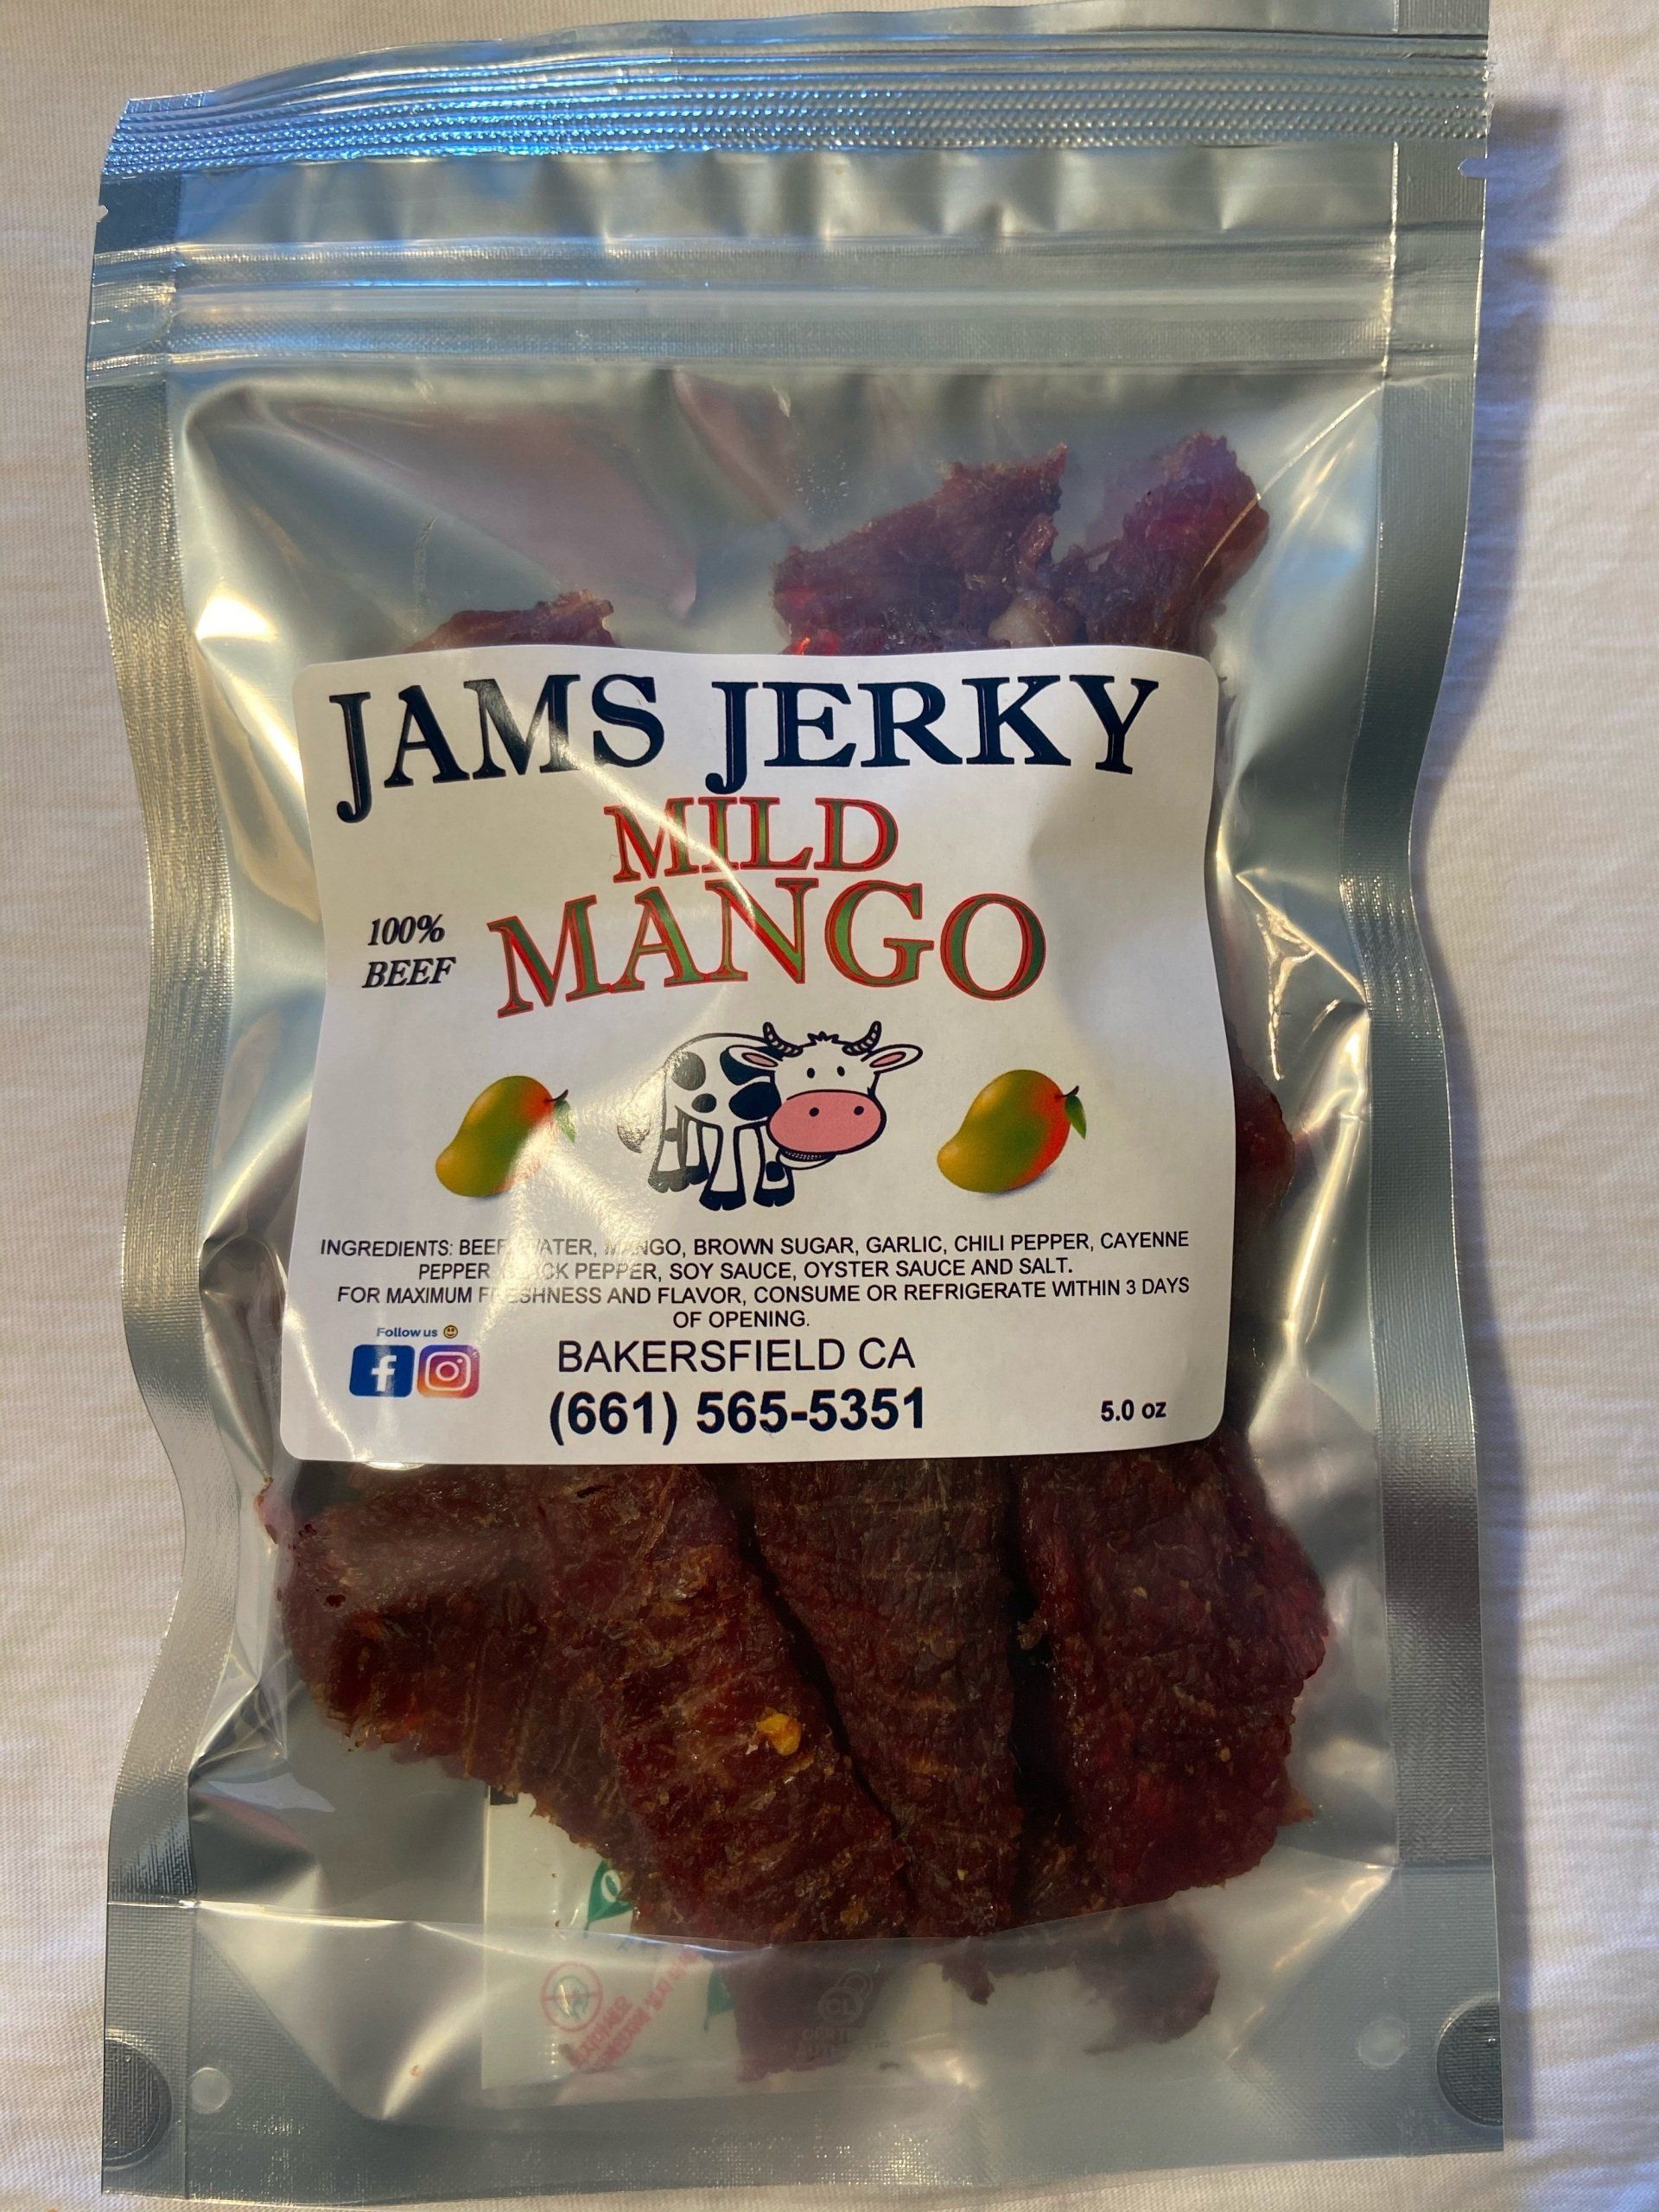 JAMS JERKY
MILD
MANGO
100%
BEEF
INGREDIENTS: BEEF, WATER, MANGO, BROWN SUGAR, GARLIC, CHILI PEPPER, CAYENNE
PEPPER, BLACK PEPPER, SOY SAUCE, OYSTER SAUCE AND SALT.
FOR MAXIMUM FRESHNESS AND FLAVOR, CONSUME OR REFRIGERATE WITHIN 3 DAYS
OF OPENING.
Follow us
BAKERSFIELD CA
(661) 565-5351
5.0 oz